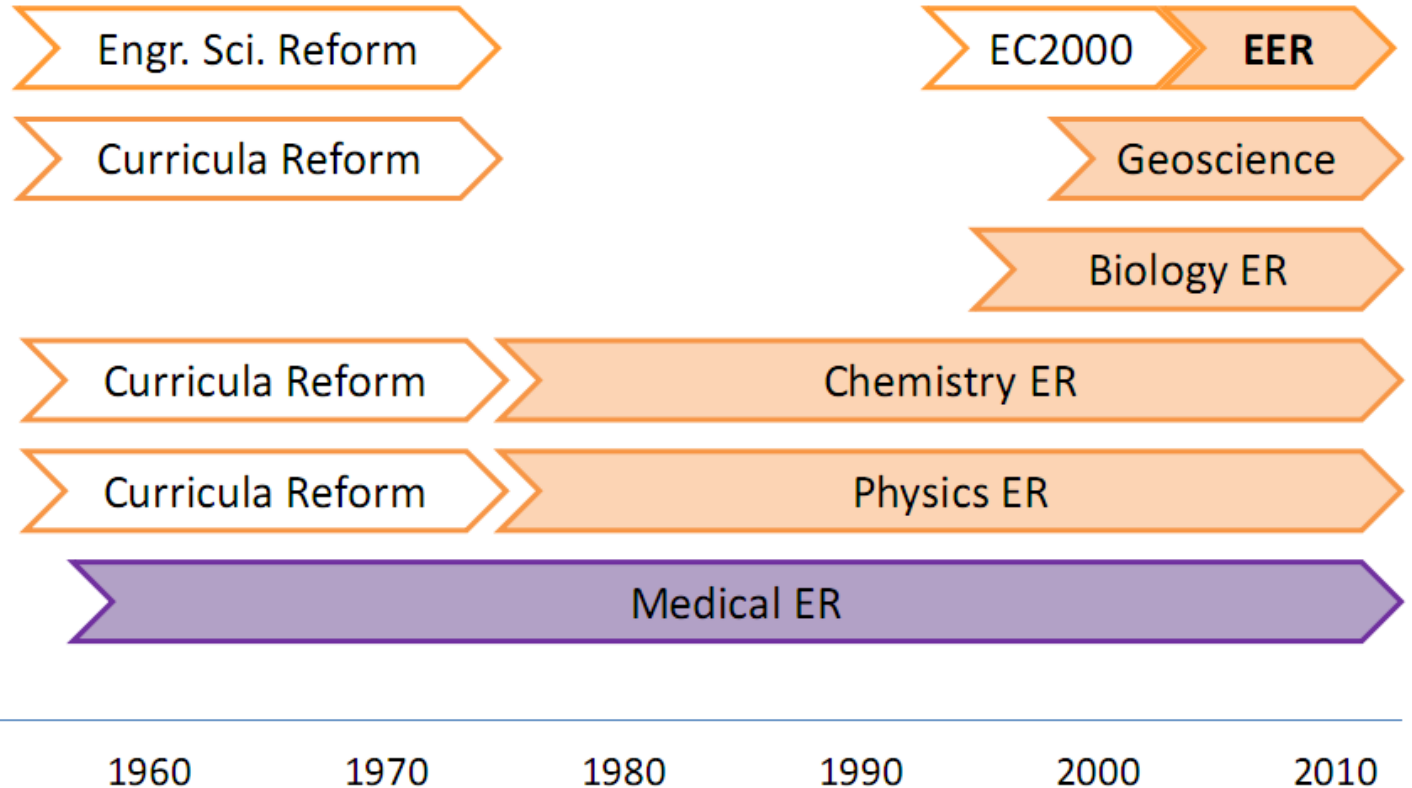 Engr. Sci. Reform
EC2000
EER
Curricula Reform
Geoscience
Biology ER
Curricula Reform
Chemistry ER
Curricula Reform
Physics ER
Medical ER
1960 1970 1980 1990 2000 2010